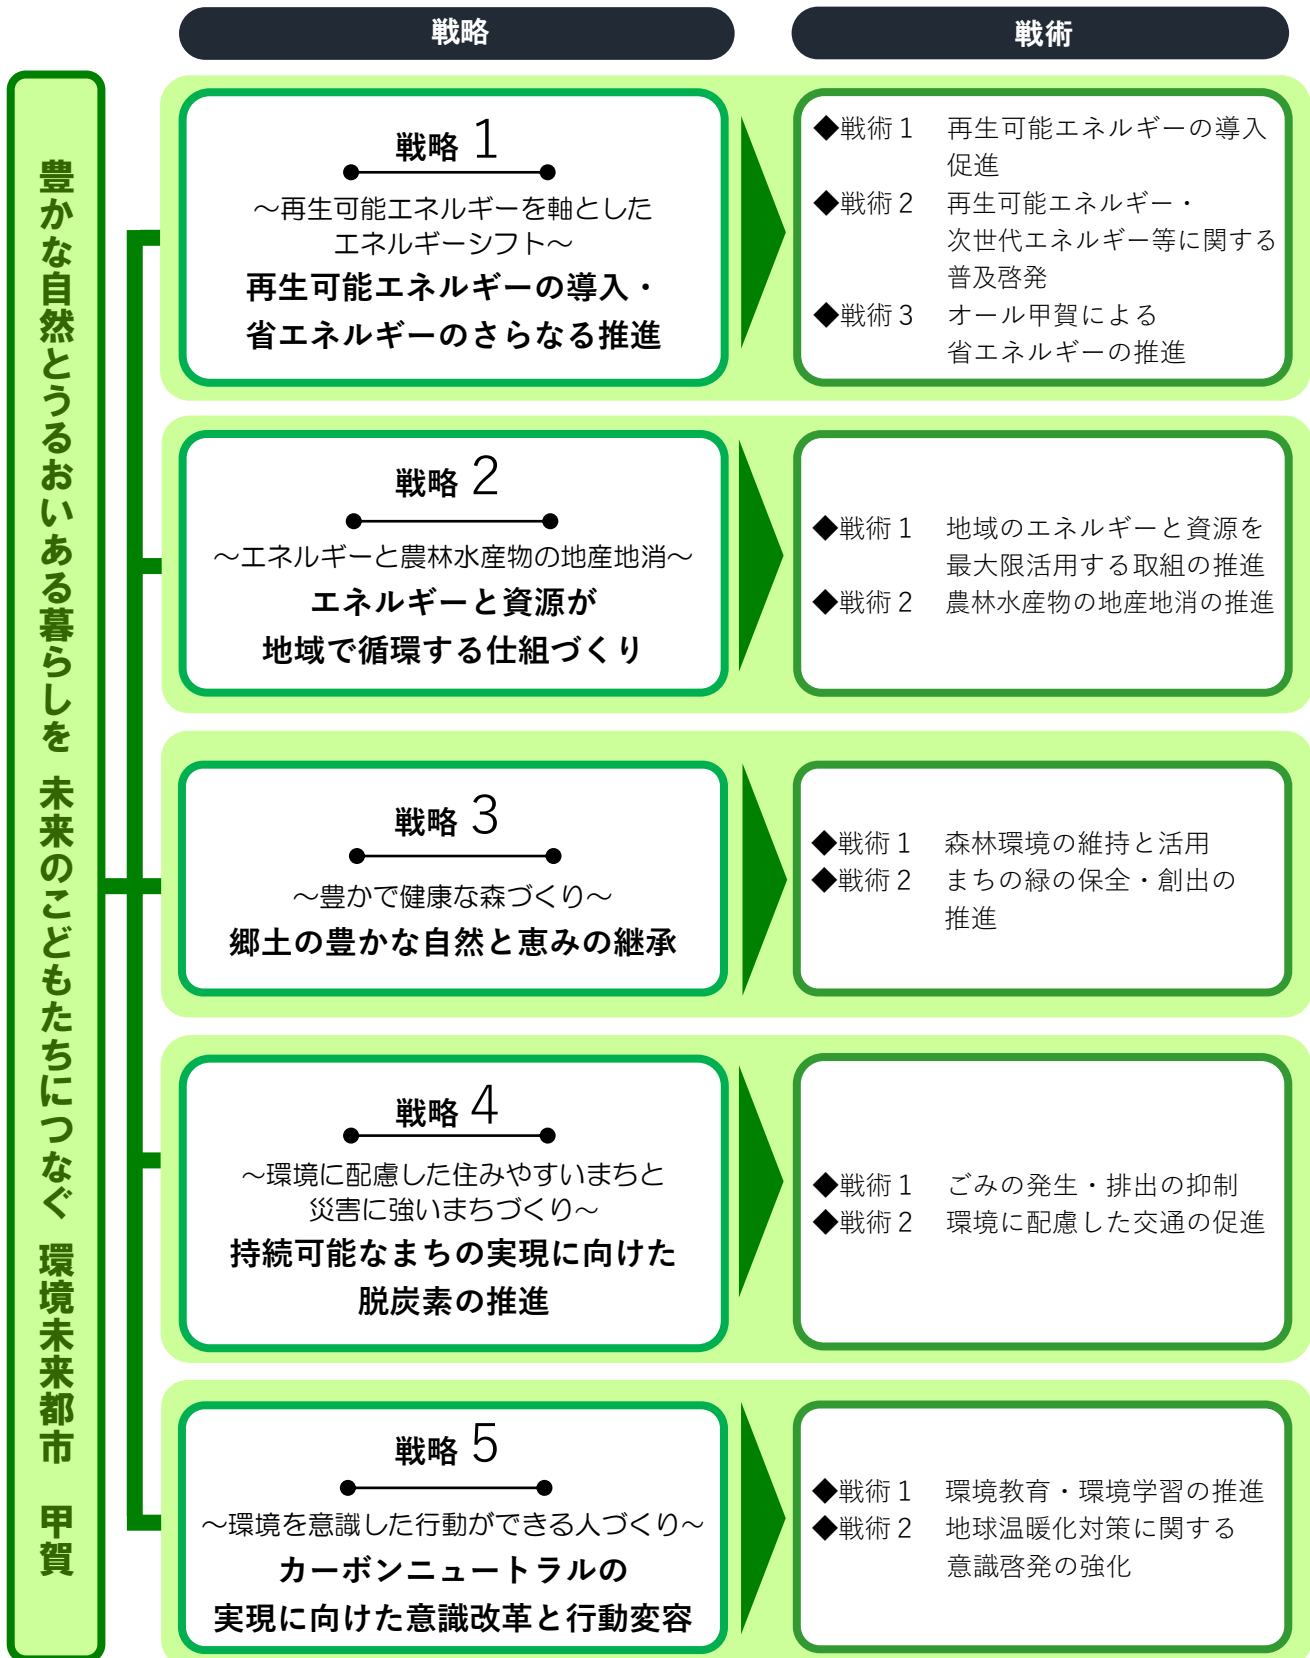 戦略
戦術
豊かな自然とうるおいある暮らしを 未来のこどもたちにつなぐ 環境未来都市 甲賀
戦略 1
～再生可能エネルギーを軸とした
エネルギーシフト～
再生可能エネルギーの導入・
省エネルギーのさらなる推進
◆戦術1 再生可能エネルギーの導入
促進
◆戦術2 再生可能エネルギー・
次世代エネルギー等に関する
普及啓発
◆戦術3 オール甲賀による
省エネルギーの推進
戦略 2
～エネルギーと農林水産物の地産地消～
エネルギーと資源が
地域で循環する仕組づくり
◆戦術1 地域のエネルギーと資源を
最大限活用する取組の推進
◆戦術2 農林水産物の地産地消の推進
戦略 3
～豊かで健康な森づくり～
郷土の豊かな自然と恵みの継承
◆戦術1 森林環境の維持と活用
◆戦術2 まちの緑の保全・創出の
推進
戦略 4
～環境に配慮した住みやすいまちと
災害に強いまちづくり～
持続可能なまちの実現に向けた
脱炭素の推進
◆戦術1 ごみの発生・排出の抑制
◆戦術2 環境に配慮した交通の促進
戦略 5
～環境を意識した行動ができる人づくり～
カーボンニュートラルの
実現に向けた意識改革と行動変容
◆戦術1 環境教育・環境学習の推進
◆戦術2 地球温暖化対策に関する
意識啓発の強化